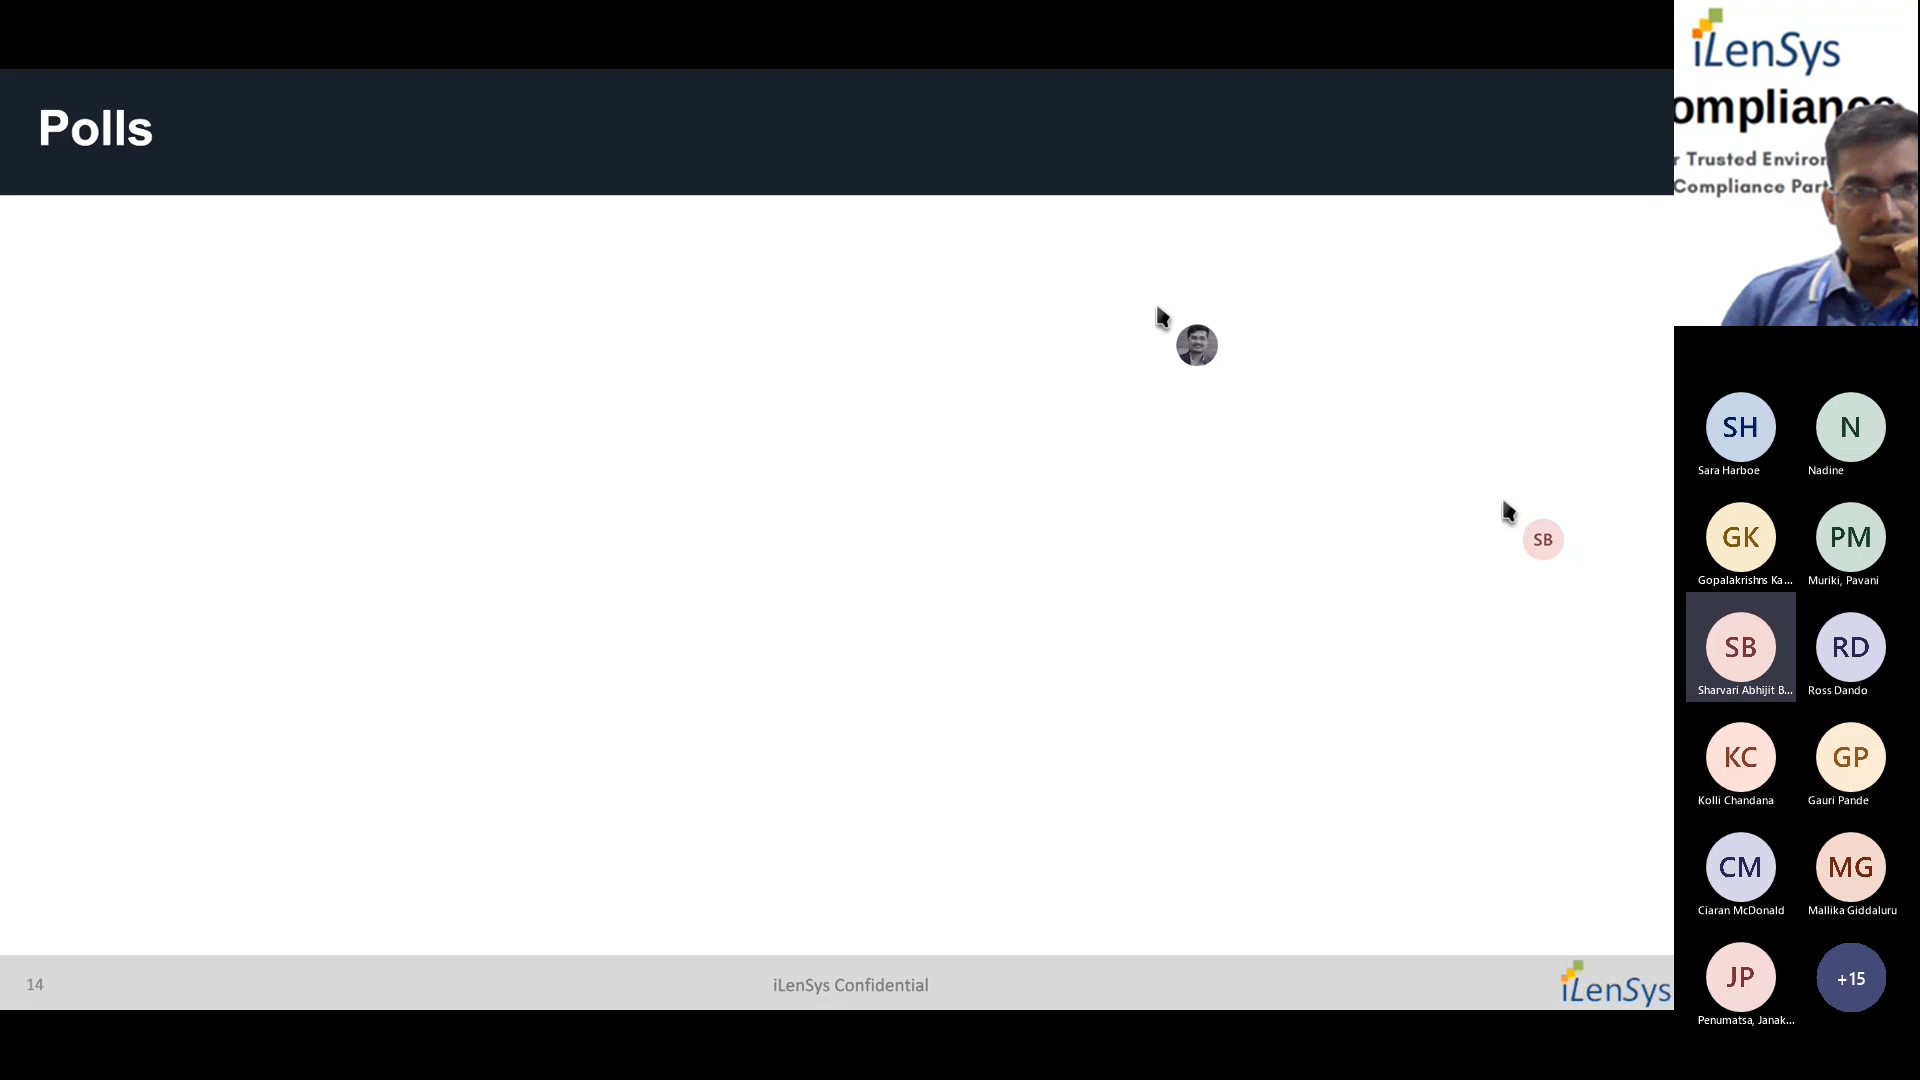 Polls
SB
14
iLenSys Confidential
iLenSys
iLenSys
ompliance
r Trusted Environ
Compliance Part
SH
N
Sara Harboe
Nadine
GK
PM
Gopalakrishns Ka...
Muriki, Pavani
SB
RD
Sharvari Abhijit B...
Ross Dando
KC
GP
Kolli Chandana
Gauri Pande
CM
MG
Ciaran McDonald
Mallika Giddaluru
JP
+15
Penumatsa, Janak...